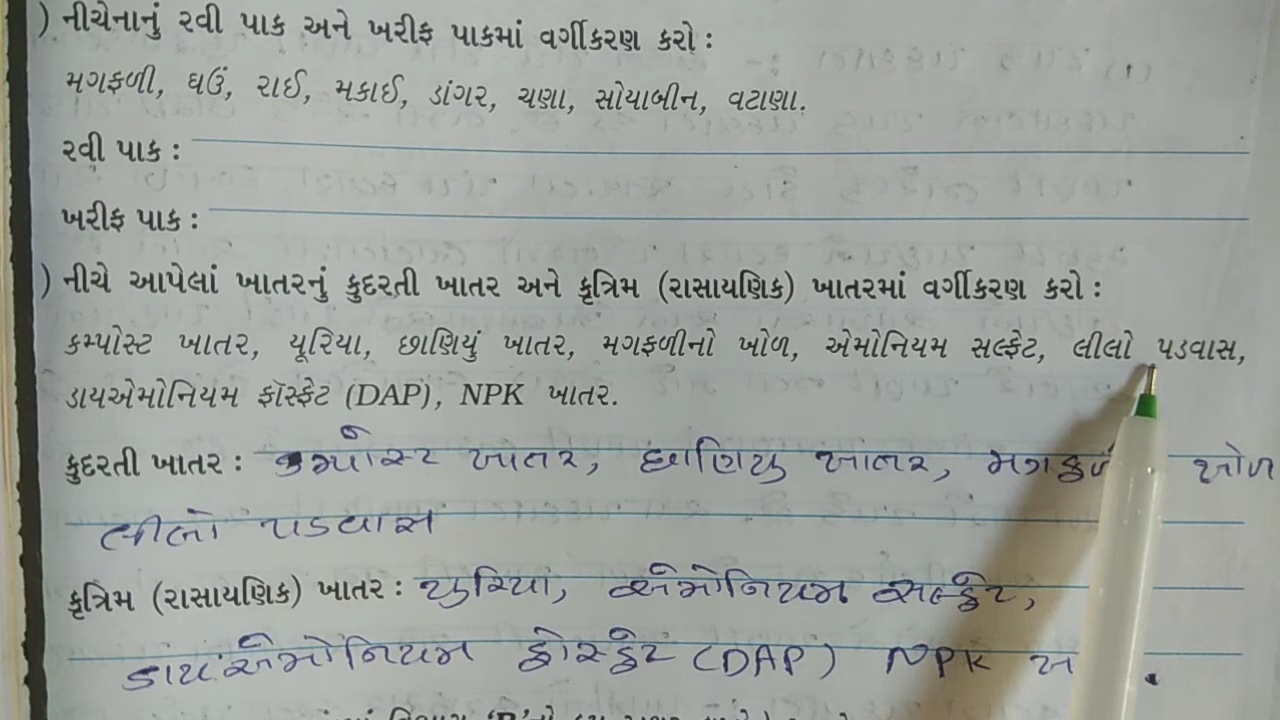 ) નીચેનાનું રવી પાક અને ખરીફ પાકમાં વર્ગીકરણ કરો :
મગફળી, ઘઉં, રાઈ, મકાઈ, ડાંગર, ચણા, સોયાબીન, વટાણા.
રવી પાક :
ખરીફ પાક :
) નીચે આપેલાં ખાતરનું કુદરતી ખાતર અને કૃત્રિમ (રાસાયણિક) ખાતરમાં વર્ગીકરણ કરો :
કમ્પોસ્ટ ખાતર, યૂરિયા, છાણિયું ખાતર, મગફળીનો ખોળ, એમોનિયમ સલ્ફેટ, લીલો પડવાસ,
ડાયએમોનિયમ ફૉસ્ફેટ (DAP), NPK ખાતર.
કુદરતી ખાતર : કમ્પોસ્ટ ખાતર, છાણિયુ ખાતર, ખોળ
લીલો પડવાસ
કૃત્રિમ (રાસાયણિક) ખાતર : યુરિયા, એમોનિયમ સલ્ફેટ,
ડાયએમોનિયમ ફોસ્ફેટ (DAP) NPK